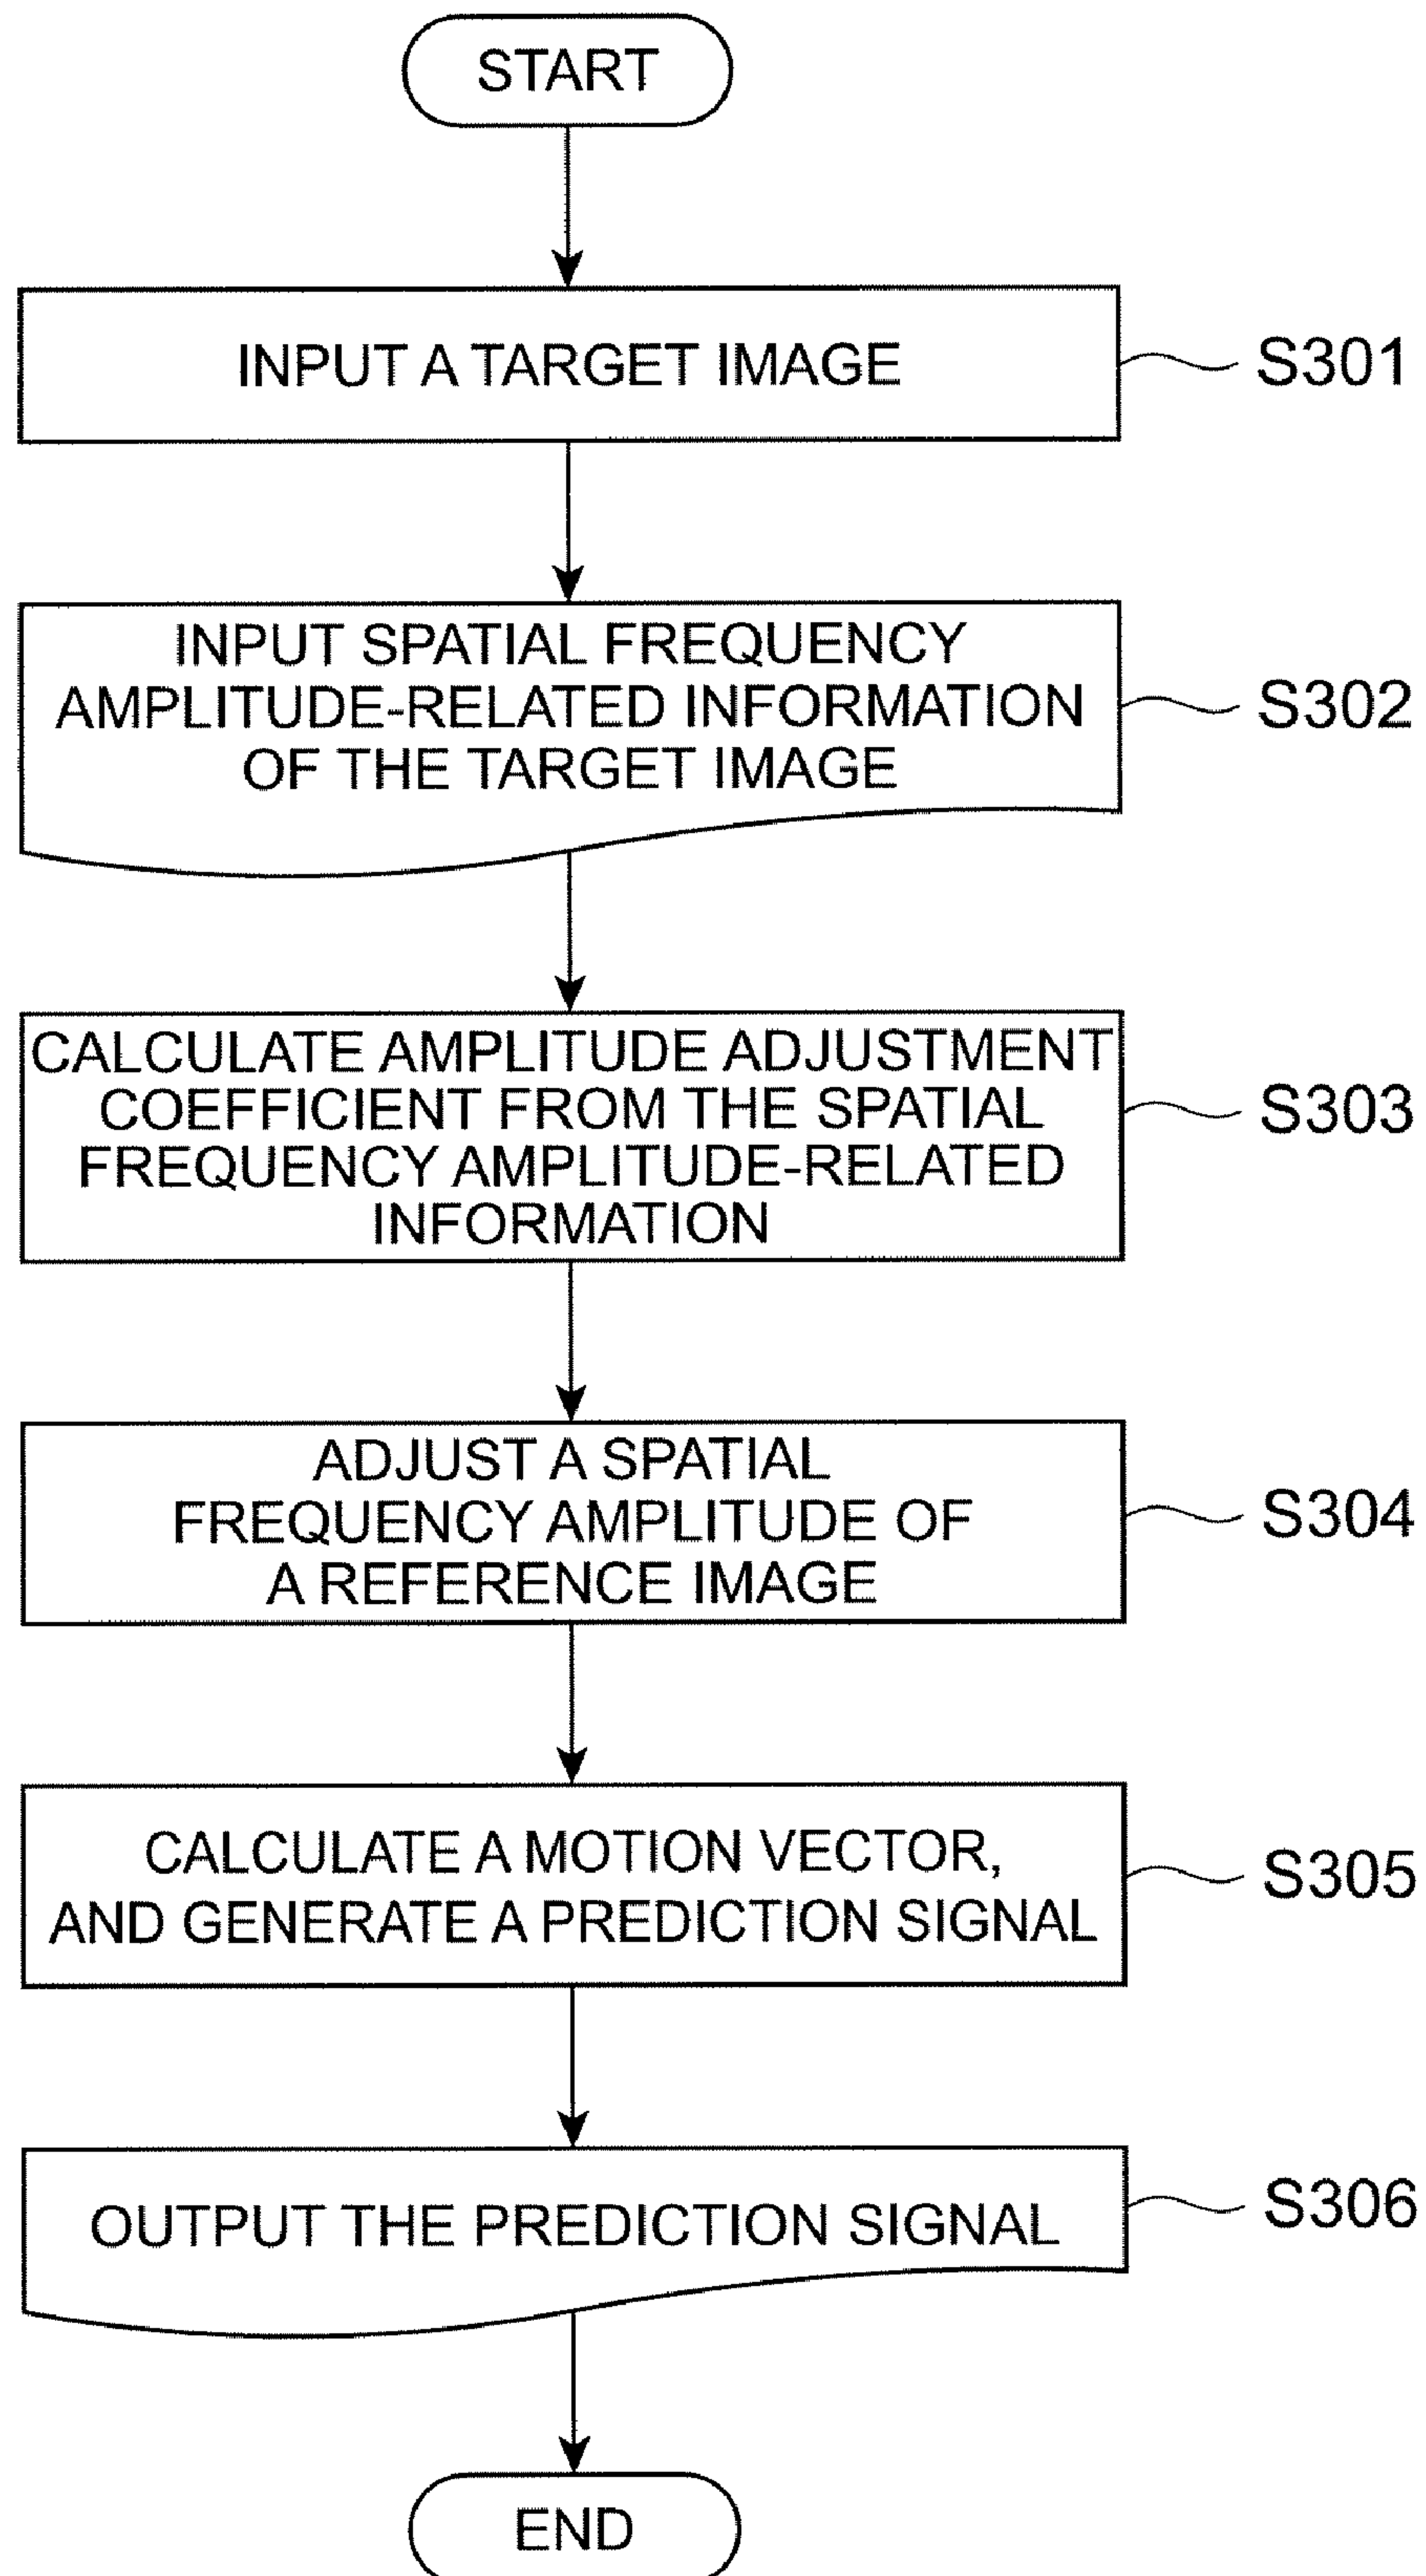 START
INPUT A TARGET IMAGE
S301
INPUT SPATIAL FREQUENCY
AMPLITUDE-RELATED INFORMATION
OF THE TARGET IMAGE
S302
CALCULATE AMPLITUDE ADJUSTMENT
COEFFICIENT FROM THE SPATIAL
FREQUENCY AMPLITUDE-RELATED
INFORMATION
S303
ADJUST A SPATIAL
FREQUENCY AMPLITUDE OF
A REFERENCE IMAGE
S304
CALCULATE A MOTION VECTOR,
AND GENERATE A PREDICTION SIGNAL
S305
OUTPUT THE PREDICTION SIGNAL
S306
END